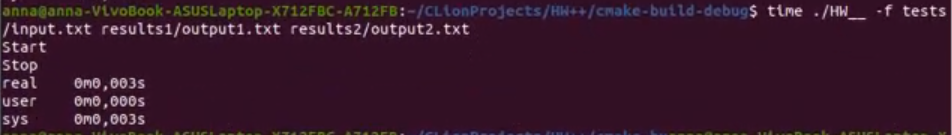 anna@anna-VivoBook-ASUSLaptop-X712FBC-A712FB:~/CLionProjects/HW++/cmake-build-debug$ time ./HW__ -f tests
/input.txt results1/output1.txt results2/output2.txt
Start
Stop
real    0m0,003s
user    0m0,000s
sys     0m0,003s